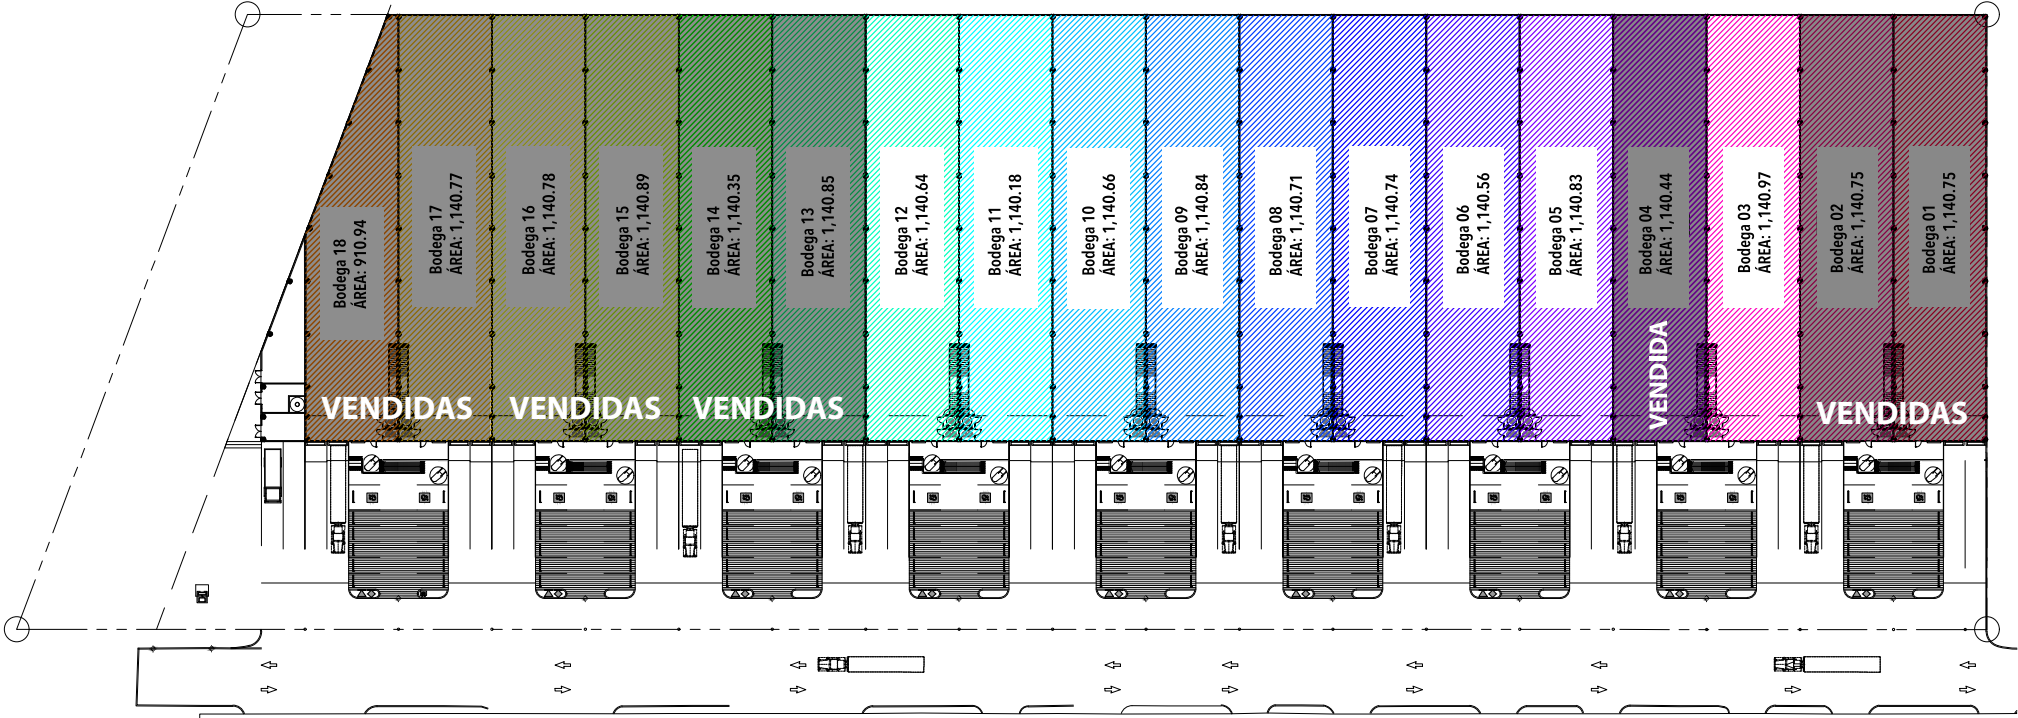 Bodega 18
ÁREA: 910.94
Bodega 17
ÁREA: 1,140.77
Bodega 16
ÁREA: 1,140.78
Bodega 15
ÁREA: 1,140.89
Bodega 14
ÁREA: 1,140.35
Bodega 13
ÁREA: 1,140.85
Bodega 12
ÁREA: 1,140.64
Bodega 11
ÁREA: 1,140.18
Bodega 10
ÁREA: 1,140.66
Bodega 09
ÁREA: 1,140.84
Bodega 08
ÁREA: 1,140.71
Bodega 07
ÁREA: 1,140.74
Bodega 06
ÁREA: 1,140.56
Bodega 05
ÁREA: 1,140.83
Bodega 04
ÁREA: 1,140.44
Bodega 03
ÁREA: 1,140.97
Bodega 02
ÁREA: 1,140.75
Bodega 01
ÁREA: 1,140.75
VENDIDAS
VENDIDAS
VENDIDAS
VENDIDA
VENDIDAS